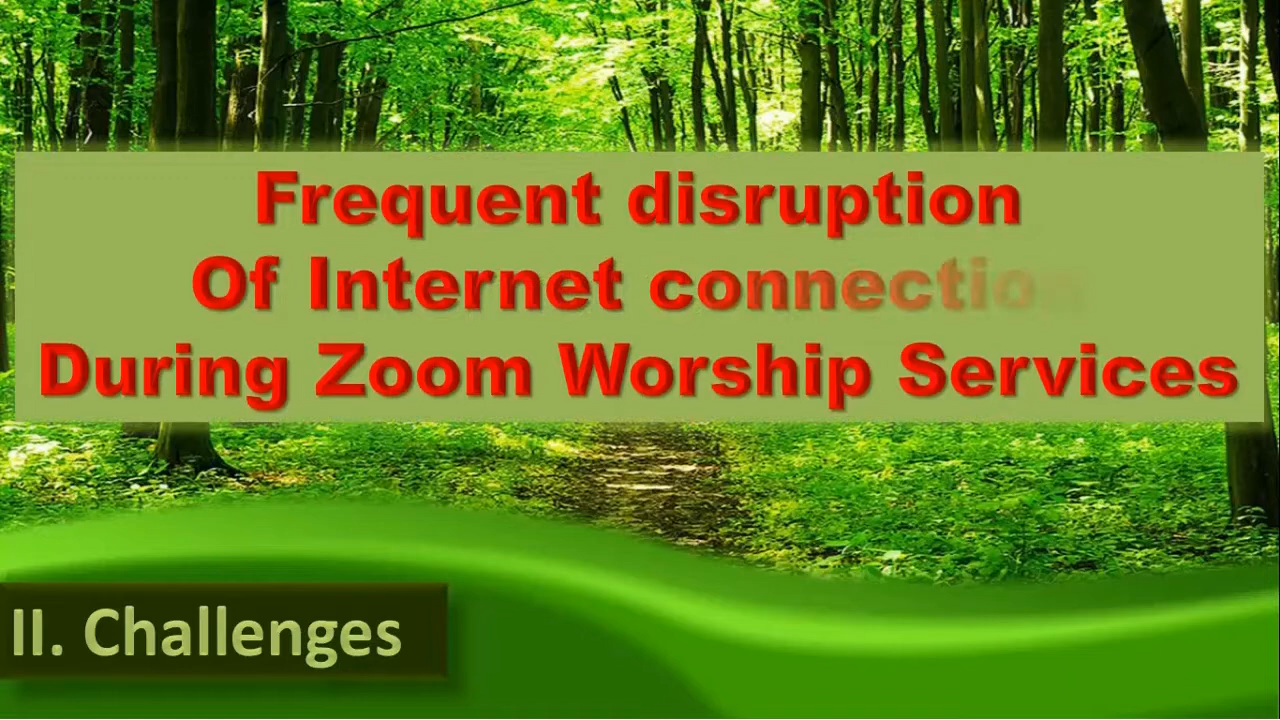 Frequent disruption
Of Internet connection
During Zoom Worship Services
II. Challenges